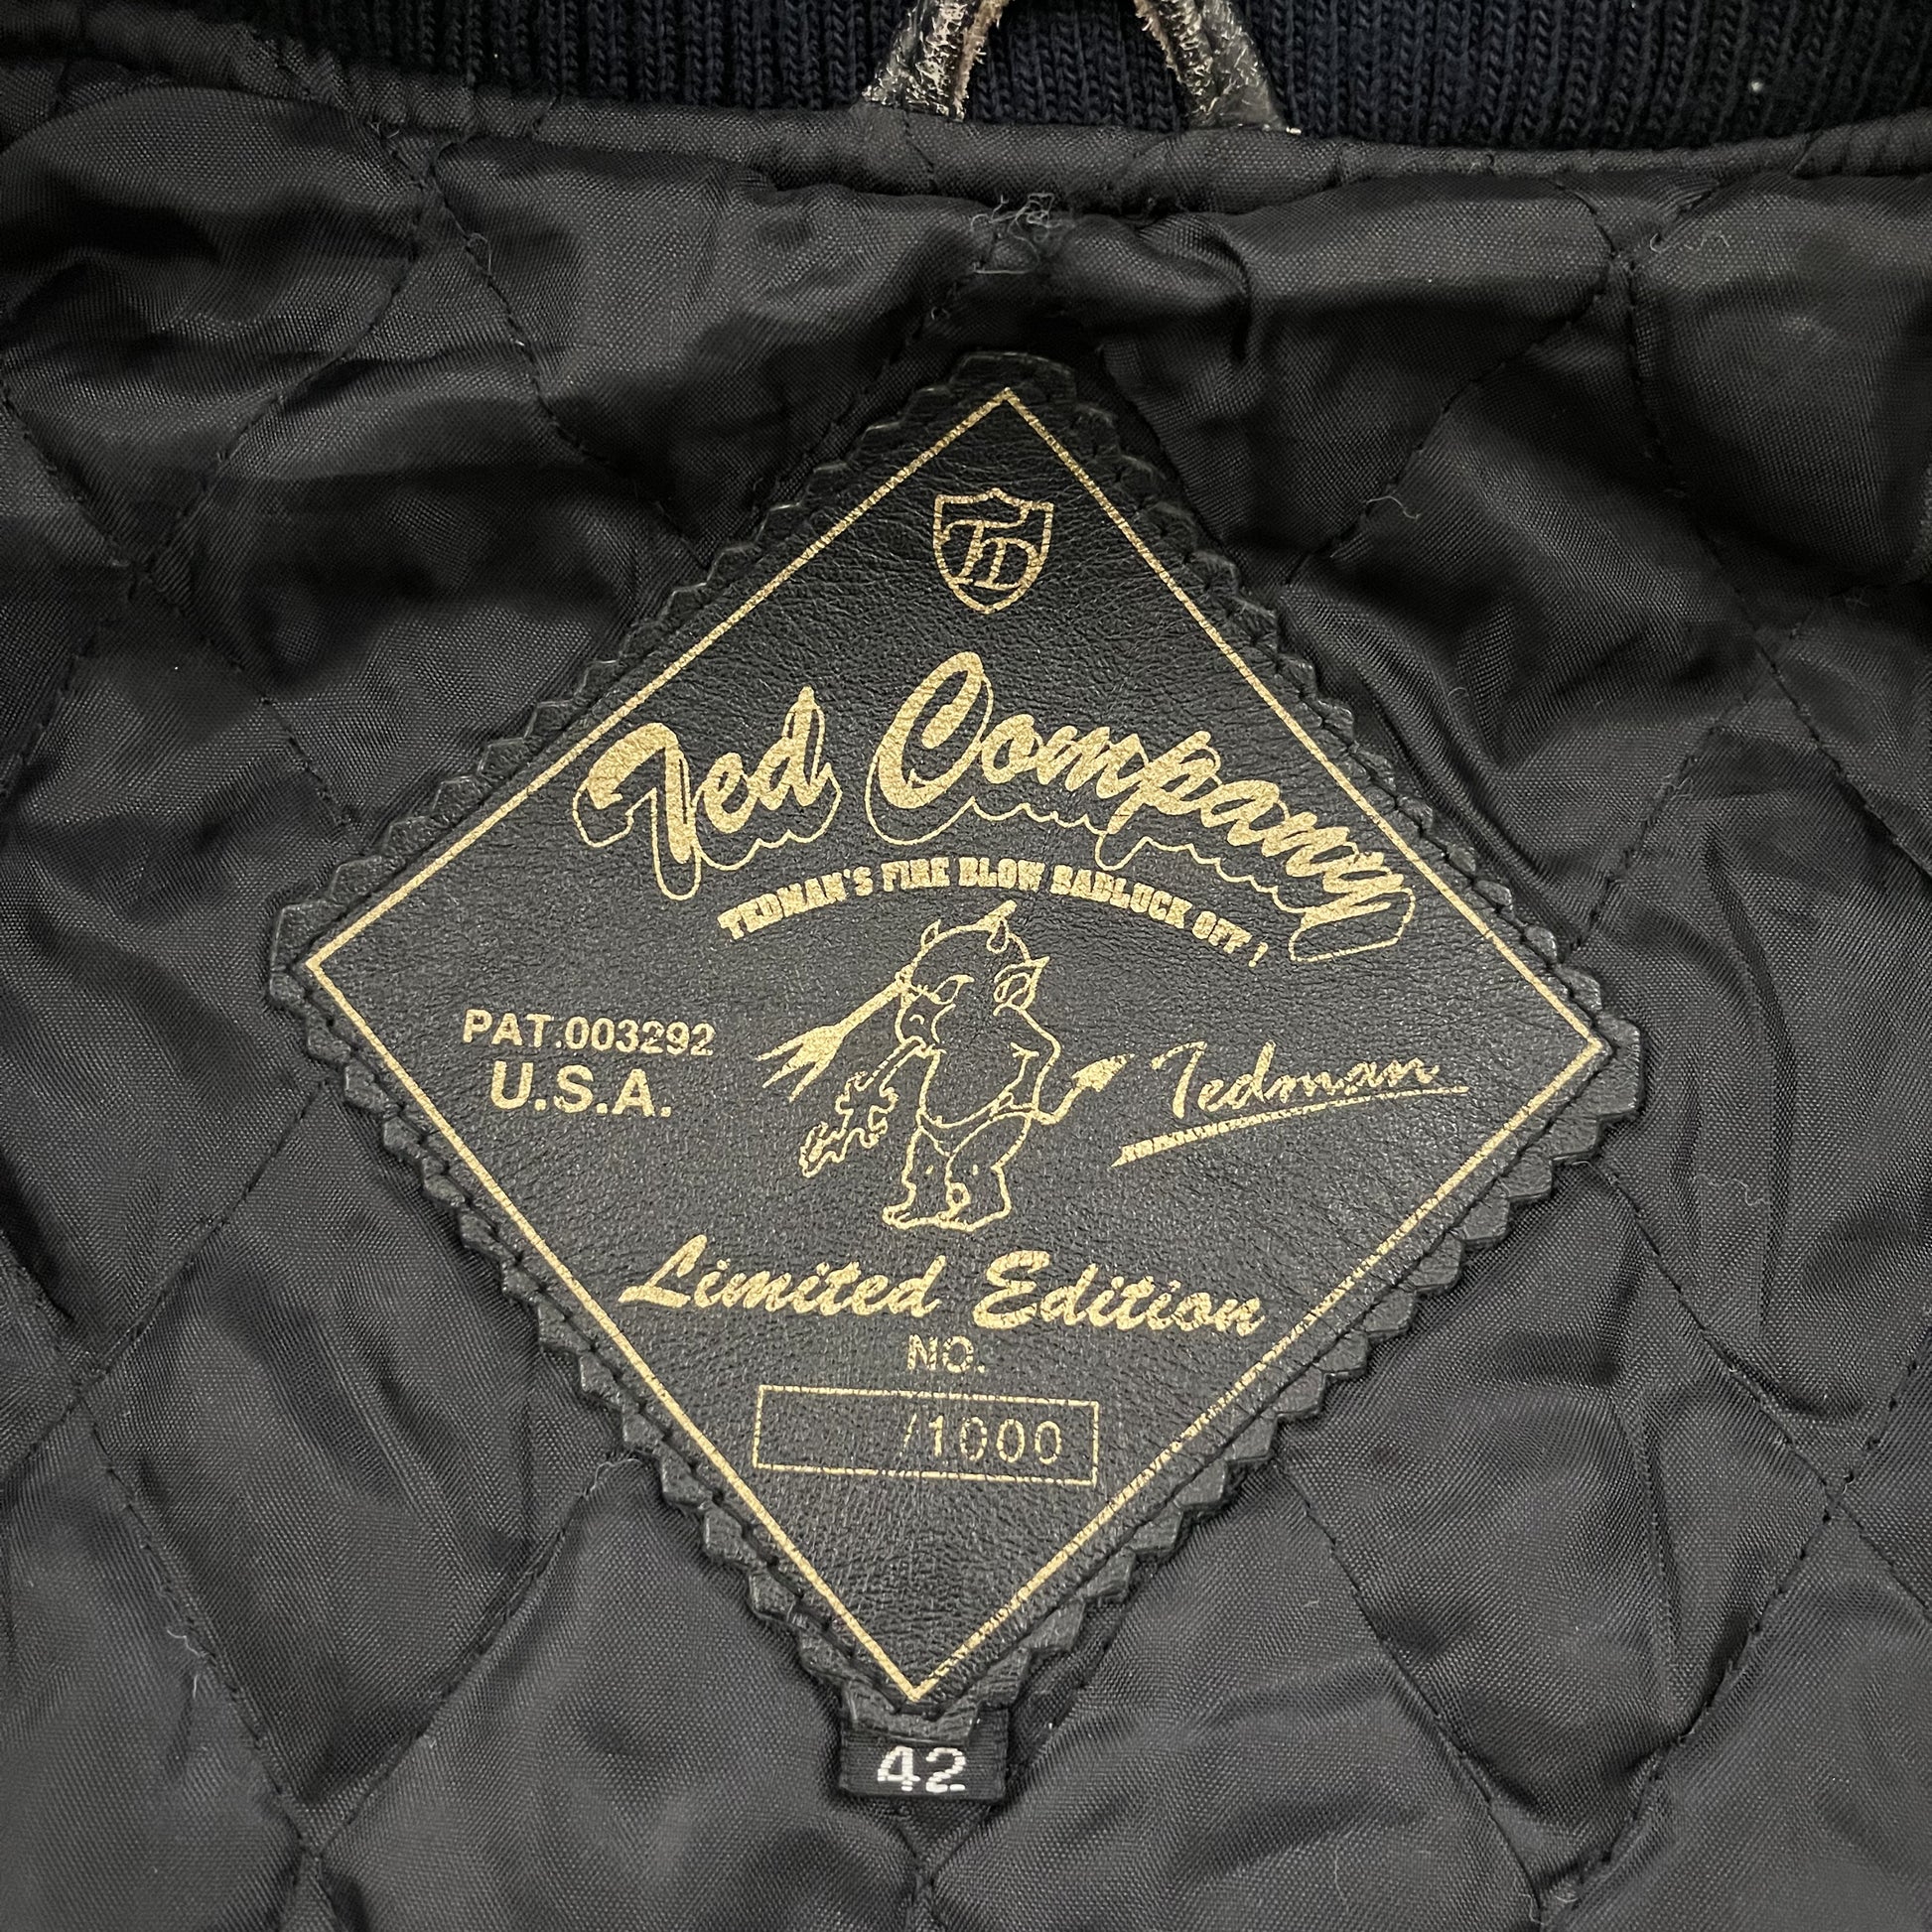 TD
Ted Company
TEDMAN'S FIRE BLOW BADLUCK OFF!
PAT.003292
U.S.A.
Tedman
Limited Edition
NO.
/1000
42